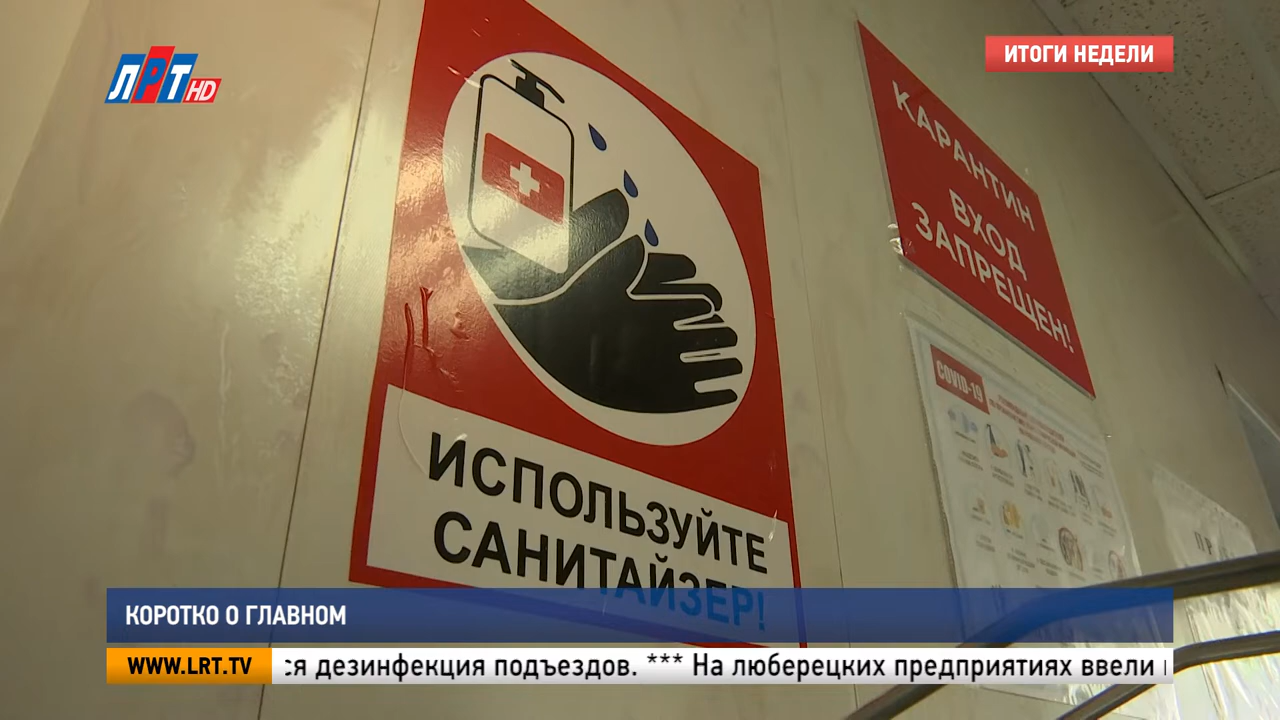 ЛРТ HD
ИТОГИ НЕДЕЛИ
КАРАНТИН
ВХОД
ЗАПРЕЩЕН!
COVID-19
ИСПОЛЬЗУЙТЕ
САНИТАЙЗЕР!
КОРОТКО О ГЛАВНОМ
WWW.LRT.TV
дезинфекция подъездов. *** На люберецких предприятиях ввели